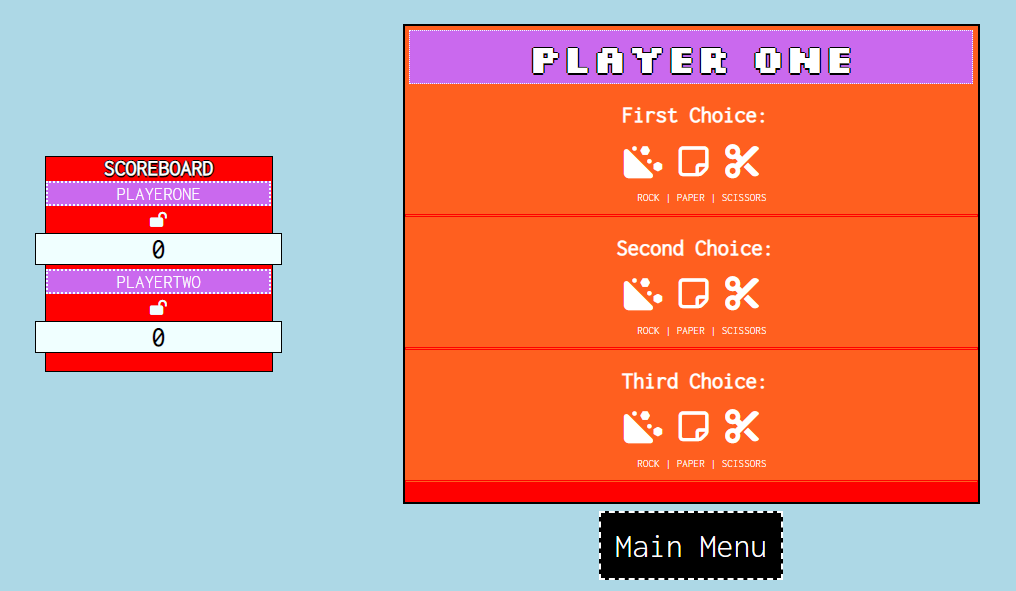 SCOREBOARD
PLAYERONE
0
PLAYERTWO
0
PLAYER ONE
First Choice:
ROCK | PAPER | SCISSORS
Second Choice:
ROCK | PAPER | SCISSORS
Third Choice:
ROCK | PAPER | SCISSORS
Main Menu